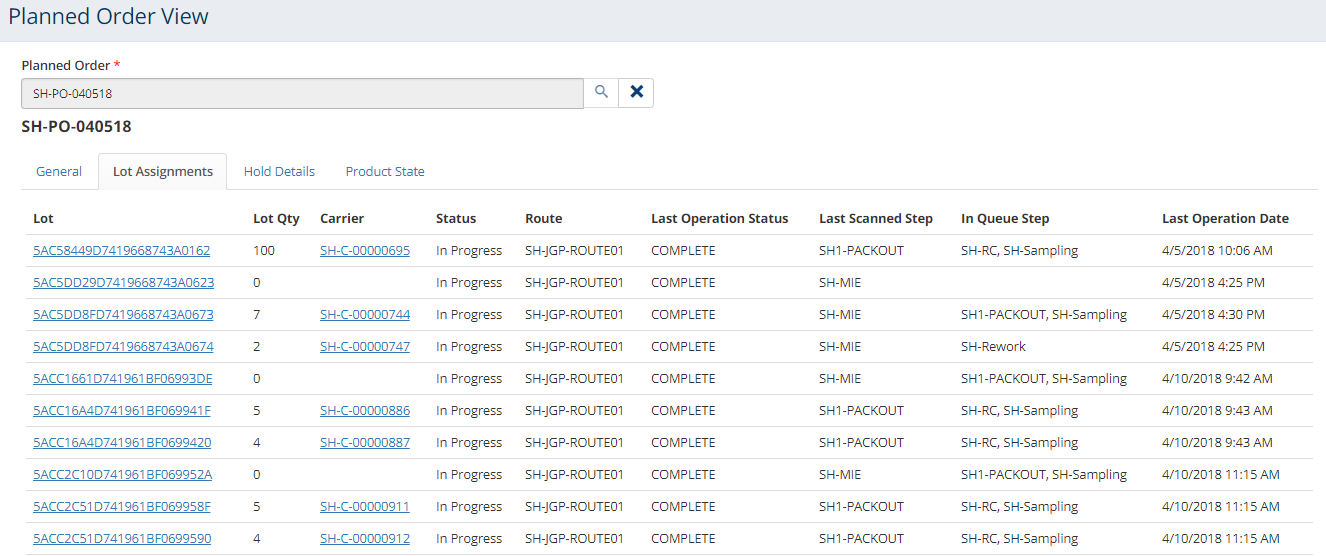 Planned Order View
Planned Order *
SH-PO-040518
SH-PO-040518
General Lot Assignments Hold Details Product State
Lot Lot Qty Carrier Status Route Last Operation Status Last Scanned Step In Queue Step Last Operation Date
5AC58449D7419668743A0162 100 SH-C-00000695 In Progress SH-JGP-ROUTE01 COMPLETE SH1-PACKOUT SH-RC, SH-Sampling 4/5/2018 10:06 AM
5AC5DD29D7419668743A0623 0 In Progress SH-JGP-ROUTE01 COMPLETE SH-MIE 4/5/2018 4:25 PM
5AC5DD8FD7419668743A0673 7 SH-C-00000744 In Progress SH-JGP-ROUTE01 COMPLETE SH-MIE SH1-PACKOUT, SH-Sampling 4/5/2018 4:30 PM
5AC5DD8FD7419668743A0674 2 SH-C-00000747 In Progress SH-JGP-ROUTE01 COMPLETE SH-MIE SH-Rework 4/5/2018 4:25 PM
5ACC1661D741961BF06993DE 0 In Progress SH-JGP-ROUTE01 COMPLETE SH-MIE SH1-PACKOUT, SH-Sampling 4/10/2018 9:42 AM
5ACC16A4D741961BF069941F 5 SH-C-00000886 In Progress SH-JGP-ROUTE01 COMPLETE SH1-PACKOUT SH-RC, SH-Sampling 4/10/2018 9:43 AM
5ACC16A4D741961BF0699420 4 SH-C-00000887 In Progress SH-JGP-ROUTE01 COMPLETE SH1-PACKOUT SH-RC, SH-Sampling 4/10/2018 9:43 AM
5ACC2C10D741961BF069952A 0 In Progress SH-JGP-ROUTE01 COMPLETE SH-MIE SH1-PACKOUT, SH-Sampling 4/10/2018 11:15 AM
5ACC2C51D741961BF069958F 5 SH-C-00000911 In Progress SH-JGP-ROUTE01 COMPLETE SH1-PACKOUT SH-RC, SH-Sampling 4/10/2018 11:15 AM
5ACC2C51D741961BF0699590 4 SH-C-00000912 In Progress SH-JGP-ROUTE01 COMPLETE SH1-PACKOUT SH-RC, SH-Sampling 4/10/2018 11:15 AM